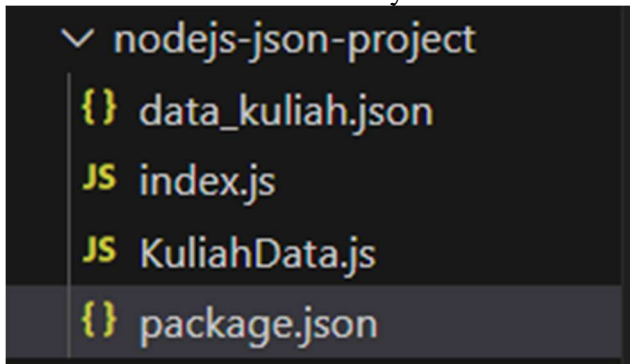 nodejs-json-project
{} data_kuliah.json
JS index.js
JS KuliahData.js
{} package.json